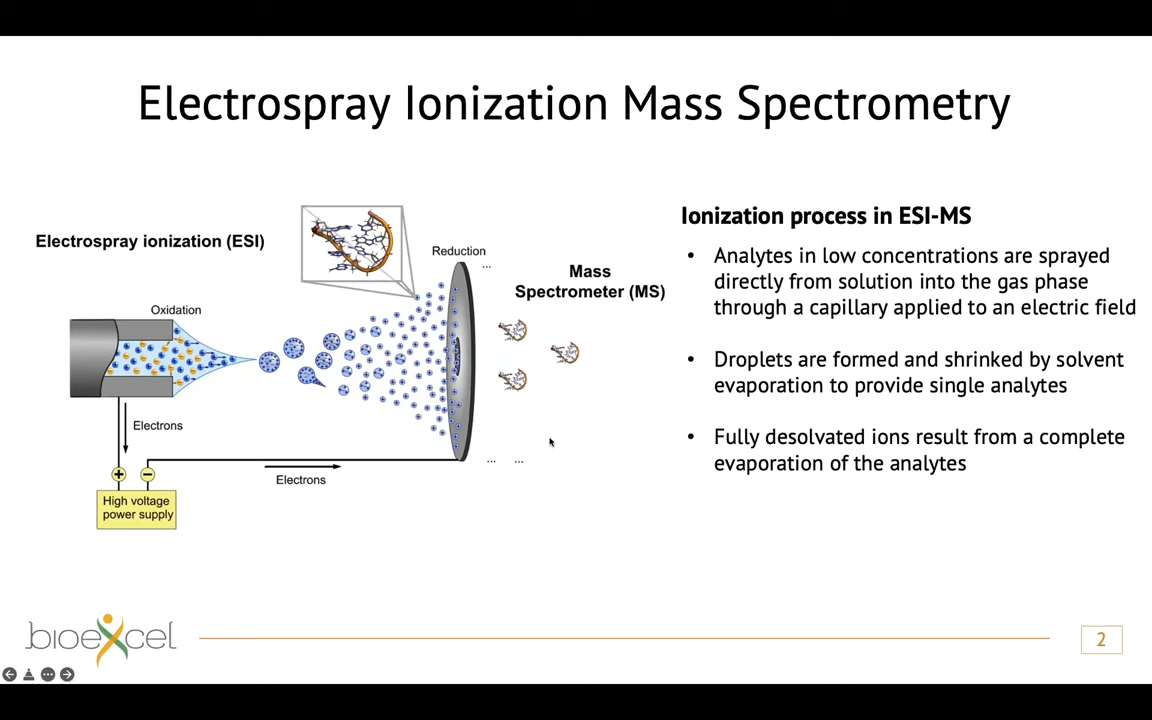 Electrospray Ionization Mass Spectrometry
Electrospray ionization (ESI)
Oxidation
Electrons
+ −
High voltage
power supply
Electrons
Reduction
...
Mass
Spectrometer (MS)
... ...
Ionization process in ESI-MS
• Analytes in low concentrations are sprayed
directly from solution into the gas phase
through a capillary applied to an electric field
• Droplets are formed and shrinked by solvent
evaporation to provide single analytes
• Fully desolvated ions result from a complete
evaporation of the analytes
bioexcel
2